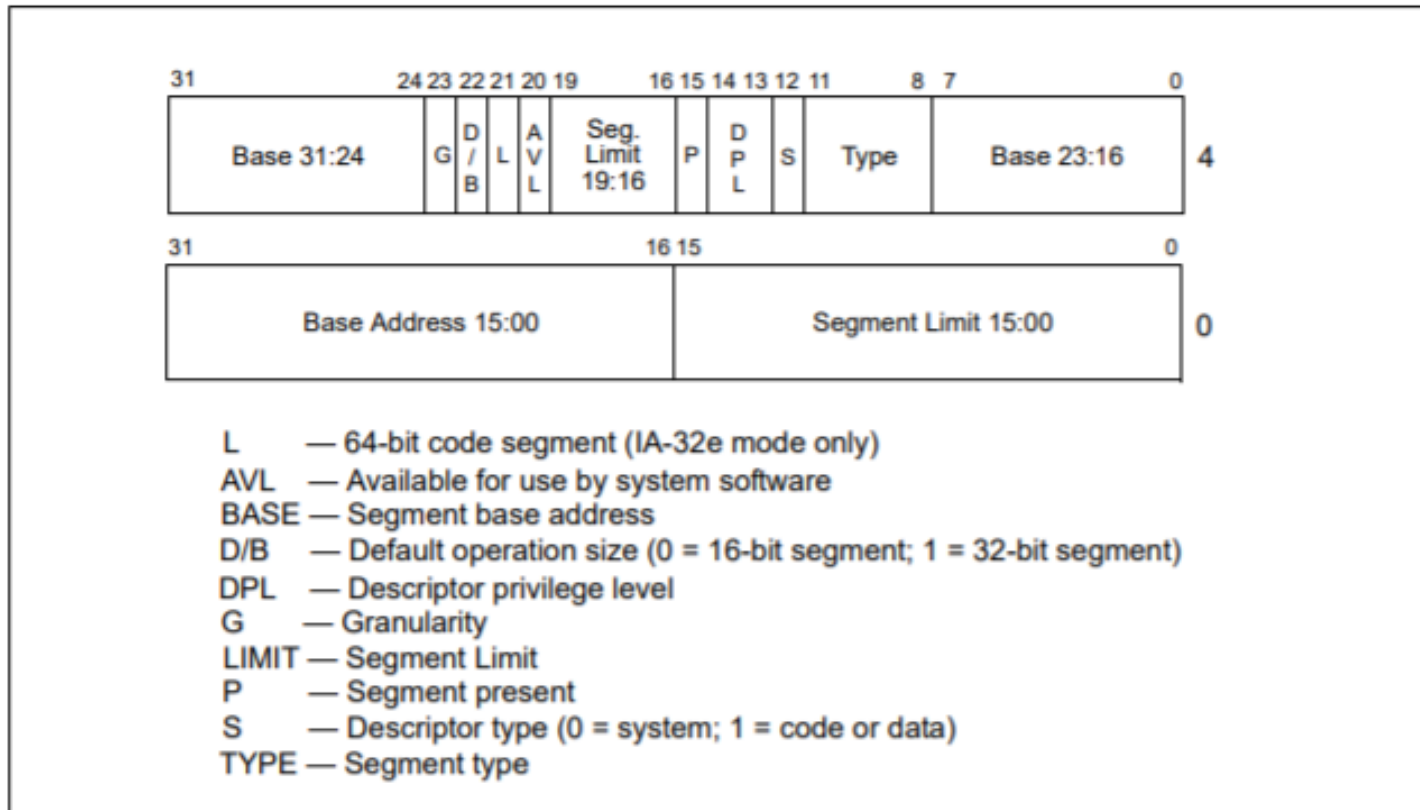 31 24 23 22 21 20 19 16 15 14 13 12 11 8 7 0
Base 31:24 G D/B L AVL Seg. Limit 19:16 P DPL S Type Base 23:16 4
31 16 15 0
Base Address 15:00 Segment Limit 15:00 0
L — 64-bit code segment (IA-32e mode only)
AVL — Available for use by system software
BASE — Segment base address
D/B — Default operation size (0 = 16-bit segment; 1 = 32-bit segment)
DPL — Descriptor privilege level
G — Granularity
LIMIT — Segment Limit
P — Segment present
S — Descriptor type (0 = system; 1 = code or data)
TYPE — Segment type